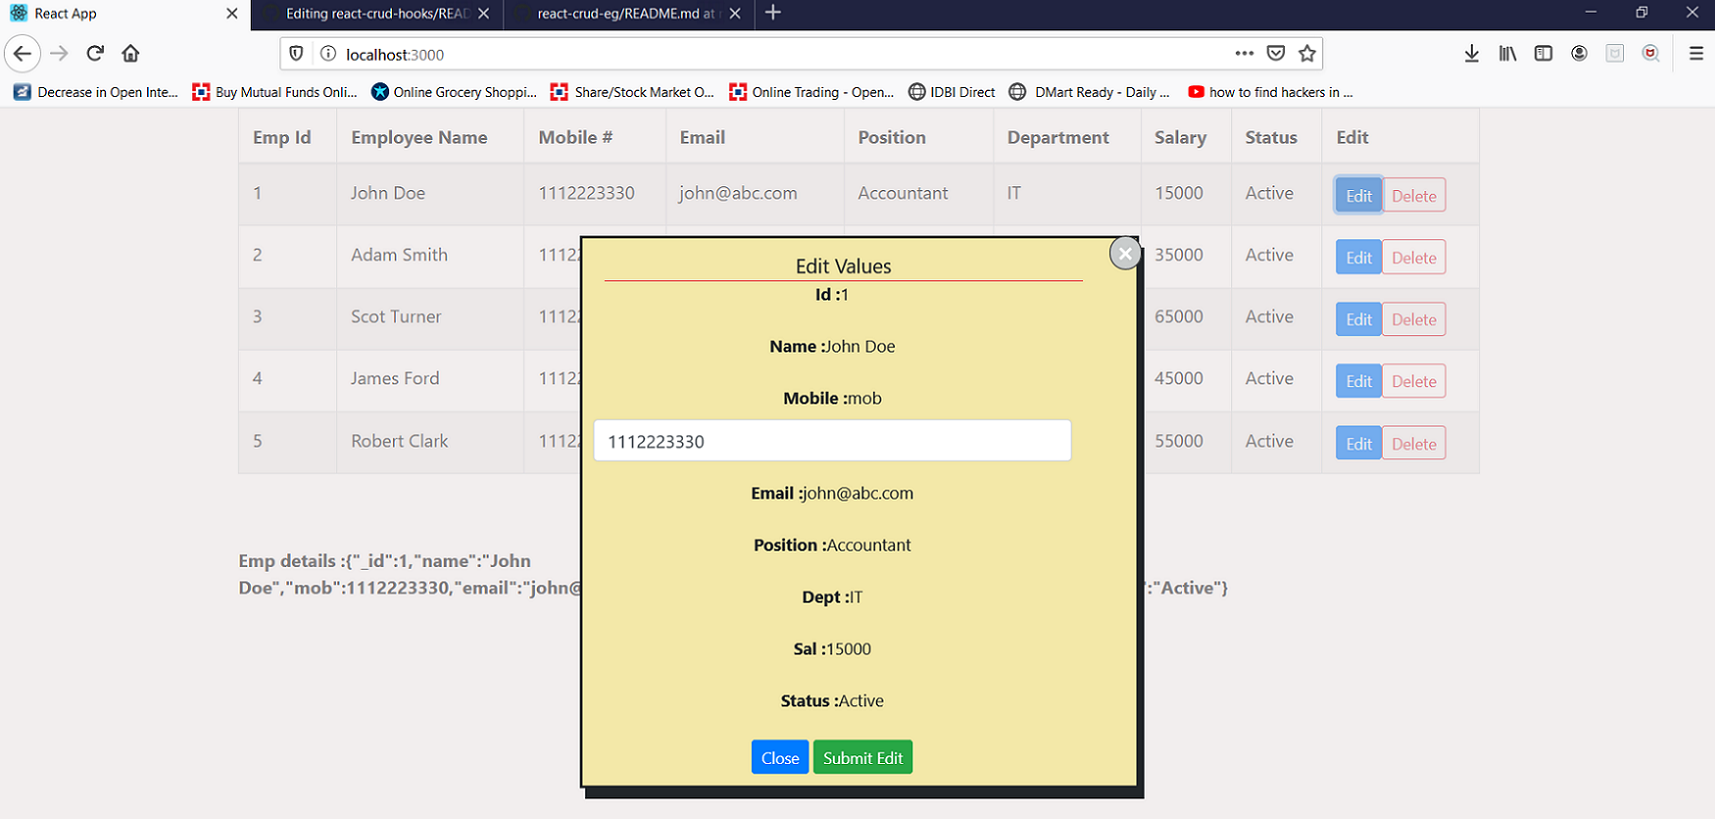 React App
Editing react-crud-hooks/READ
react-crud-eg/README.md at
localhost:3000
Decrease in Open Inte... Buy Mutual Funds Onli... Online Grocery Shoppi... Share/Stock Market O... Online Trading - Open... IDBI Direct DMart Ready - Daily ... how to find hackers in ...
Emp Id Employee Name Mobile # Email Position Department Salary Status Edit
1 John Doe 1112223330 john@abc.com Accountant IT 15000 Active Edit Delete
2 Adam Smith 1112 35000 Active Edit Delete
3 Scot Turner 1112 65000 Active Edit Delete
4 James Ford 1112 45000 Active Edit Delete
5 Robert Clark 1112 55000 Active Edit Delete
Emp details :{"_id":1,"name":"John
Doe","mob":1112223330,"email":"john@ :"Active"}
Edit Values
Id :1
Name :John Doe
Mobile :mob
1112223330
Email :john@abc.com
Position :Accountant
Dept :IT
Sal :15000
Status :Active
Close Submit Edit